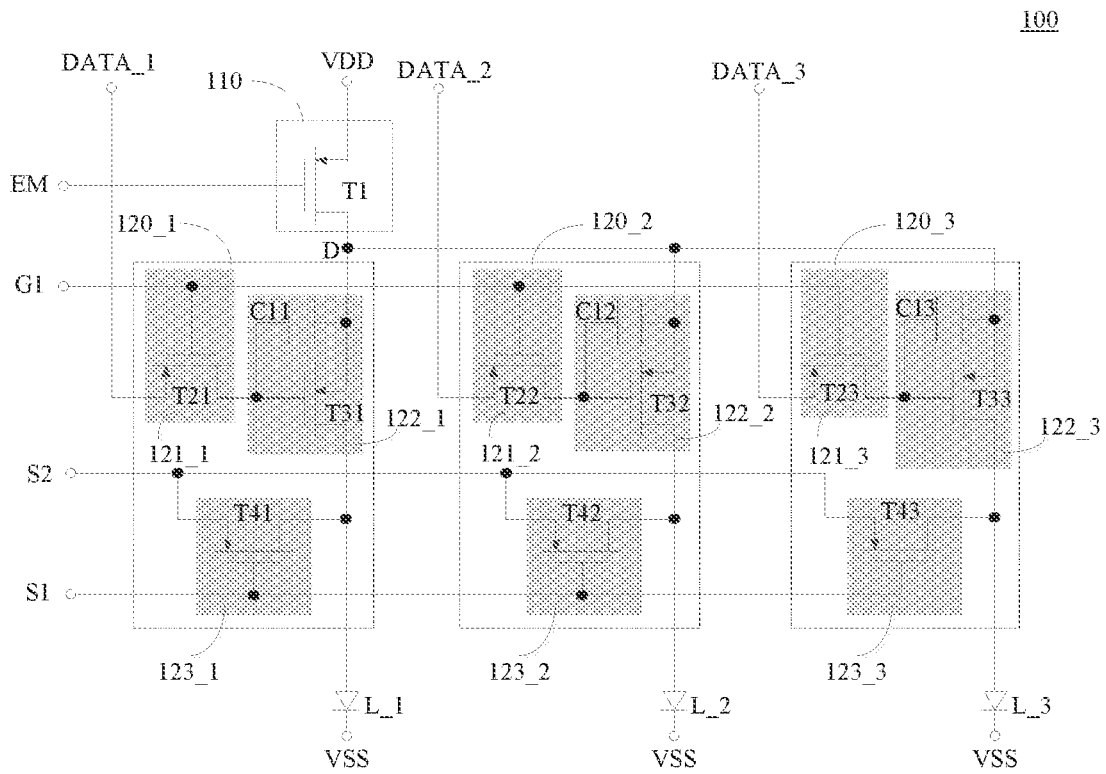 100
DATA_1
VDD
DATA_2
DATA_3
110
EM
T1
120_1
120_2
120_3
D
G1
C11
C12
C13
T21
T31
T22
T32
T23
T33
122_1
122_2
122_3
121_1
121_2
121_3
S2
T41
T42
T43
S1
123_1
123_2
123_3
L_1
L_2
L_3
VSS
VSS
VSS